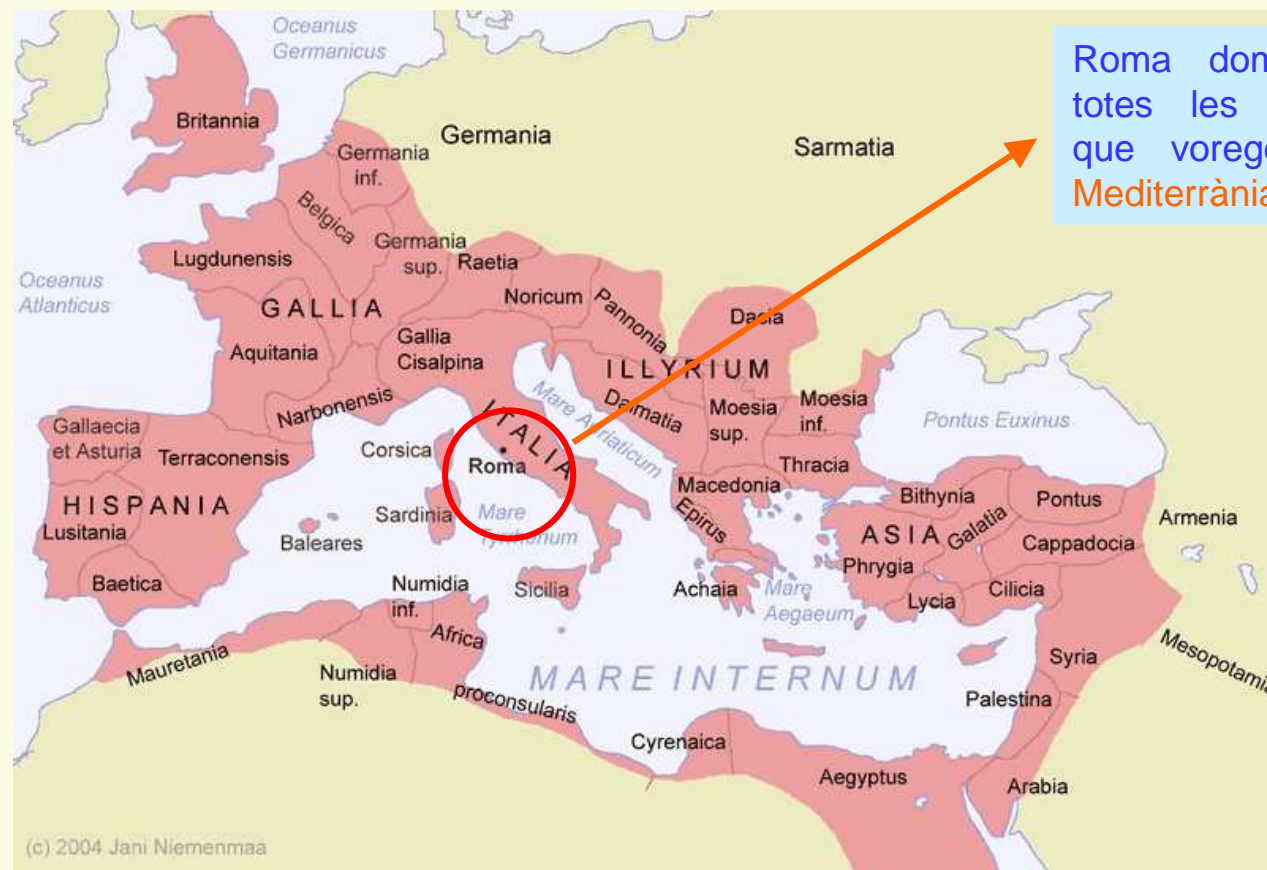 Oceanus
Germanicus
Roma
totes les
que
Mediterrània
Britannia
Germania
Sarmatia
Germania
inf.
Belgica
Germania
sup.
Lugdunensis
Raetia
Oceanus
Atlanticus
Noricum
Pannonia
GALLIA
Dacia
Gallia
Cisalpina
Aquitania
ILLYRIUM
Narbonensis
Mare Adriaticum
Dalmatia
Moesia
sup.
Moesia
inf.
Pontus Euxinus
Gallaecia
et Asturia
Terraconensis
Corsica
ITALIA
Roma
Thracia
Macedonia
Bithynia
Pontus
HISPANIA
Sardinia
Mare
Tyrrhenum
Epirus
ASIA
Galatia
Armenia
Lusitania
Baleares
Cappadocia
Phrygia
Baetica
Numidia
inf.
Sicilia
Achaia
Mare
Aegaeum
Lycia
Cilicia
Africa
proconsularis
Mauretania
Numidia
sup.
MARE INTERNUM
Syria
Mesopotamia
Palestina
Cyrenaica
Aegyptus
Arabia
(c) 2004 Jani Niemenmaa